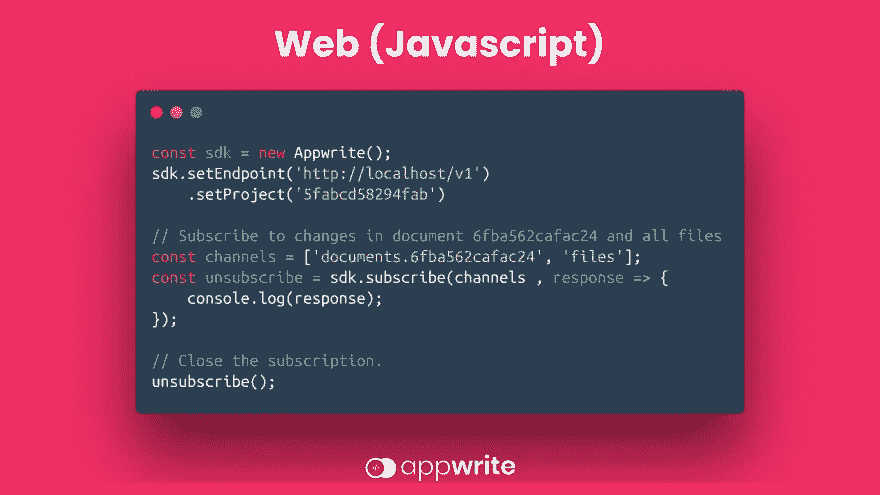 Web (Javascript)
const sdk = new Appwrite();
sdk.setEndpoint('http://localhost/v1')
    .setProject('5fabcd58294fab')
// Subscribe to changes in document 6fba562cafac24 and all files
const channels = ['documents.6fba562cafac24', 'files'];
const unsubscribe = sdk.subscribe(channels , response => {
    console.log(response);
});
// Close the subscription.
unsubscribe();
appwrite